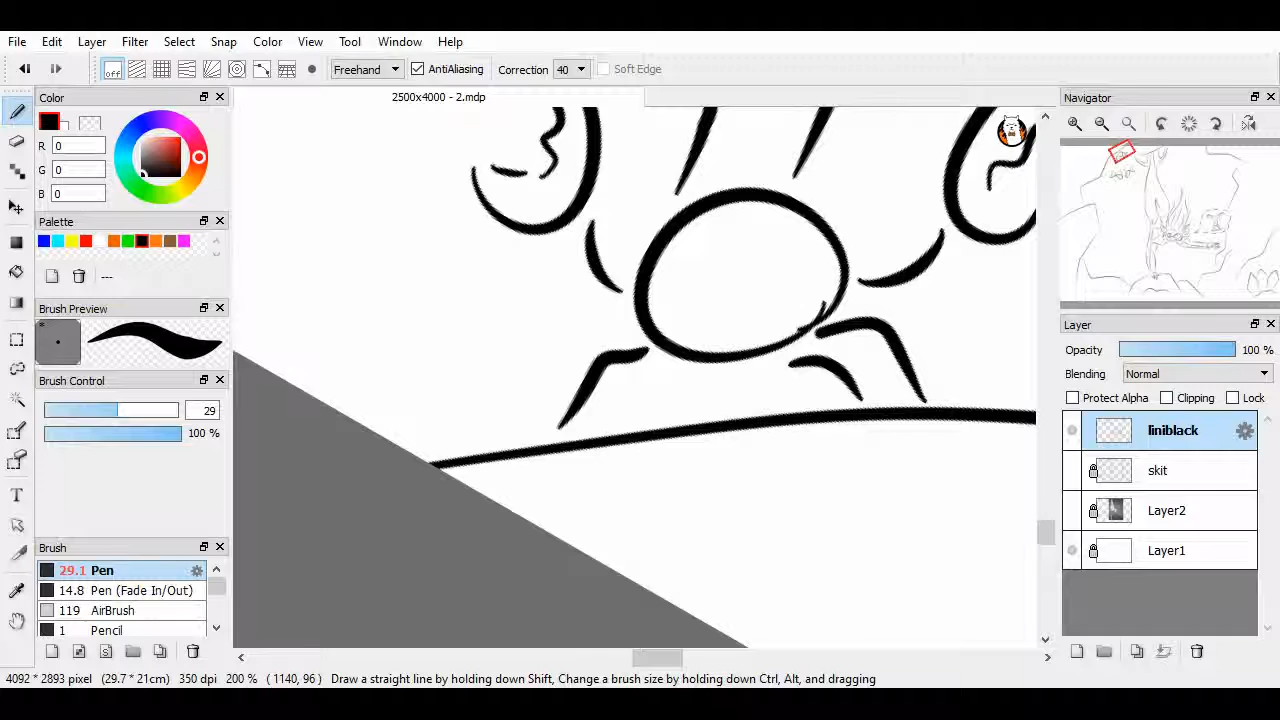 File Edit Layer Filter Select Snap Color View Tool Window Help
off Freehand AntiAliasing Correction 40 Soft Edge
Color
2500x4000 - 2.mdp
Navigator
R 0
G 0
B 0
Palette
---
Brush Preview
*
Brush Control
29
100 %
Layer
Opacity 100 %
Blending Normal
Protect Alpha Clipping Lock
liniblack
skit
Layer2
Layer1
Brush
29.1 Pen
14.8 Pen (Fade In/Out)
119 AirBrush
1 Pencil
4092 * 2893 pixel (29.7 * 21cm) 350 dpi 200 % ( 1140, 96 ) Draw a straight line by holding down Shift, Change a brush size by holding down Ctrl, Alt, and dragging